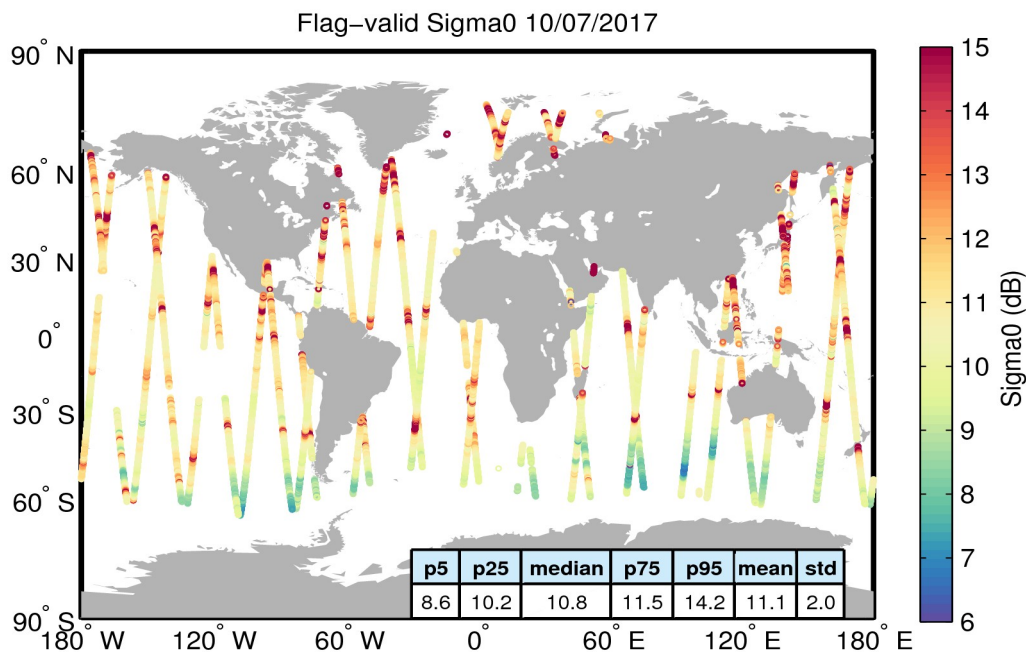 Flag−valid Sigma0 10/07/2017
90° N
60° N
30° N
0°
30° S
60° S
90° S
180° W
120° W
60° W
0°
60° E
120° E
180° E
p5 p25 median p75 p95 mean std
8.6 10.2 10.8 11.5 14.2 11.1 2.0
15
14
13
12
11
10
9
8
7
6
Sigma0 (dB)